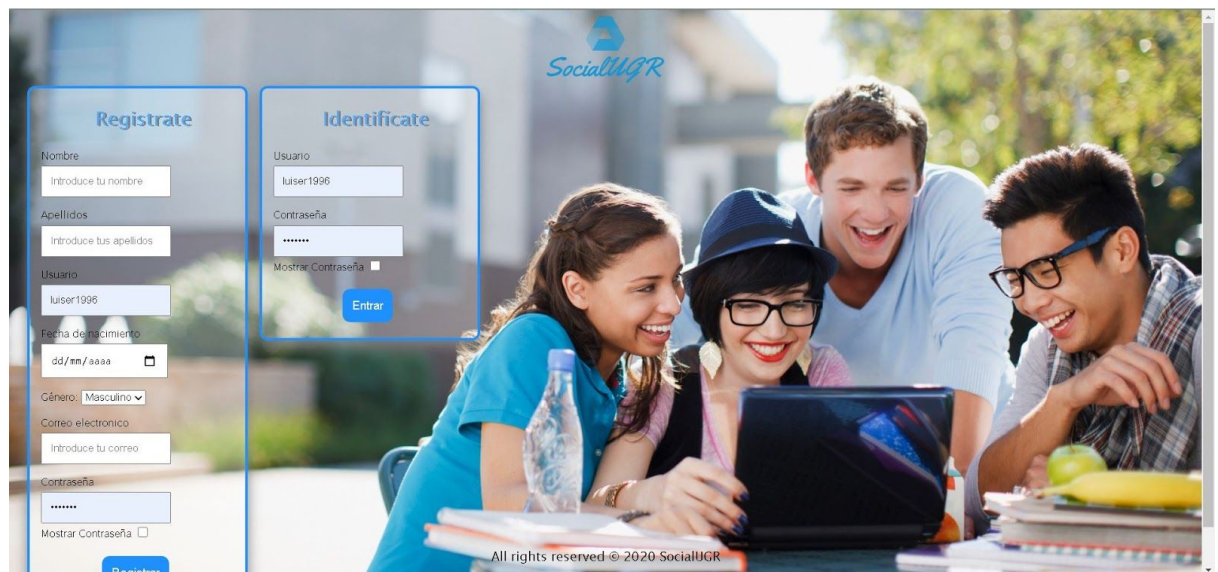 SocialUGR
Registrate
Nombre
Introduce tu nombre
Apellidos
Introduce tus apellidos
Usuario
luiser1996
Fecha de nacimiento
dd/mm/aaaa
Género: Masculino
Correo electronico
Introduce tu correo
Contraseña
•••••••
Mostrar Contraseña
Registrar
Identificate
Usuario
luiser1996
Contraseña
•••••••
Mostrar Contraseña
Entrar
All rights reserved © 2020 SocialUGR